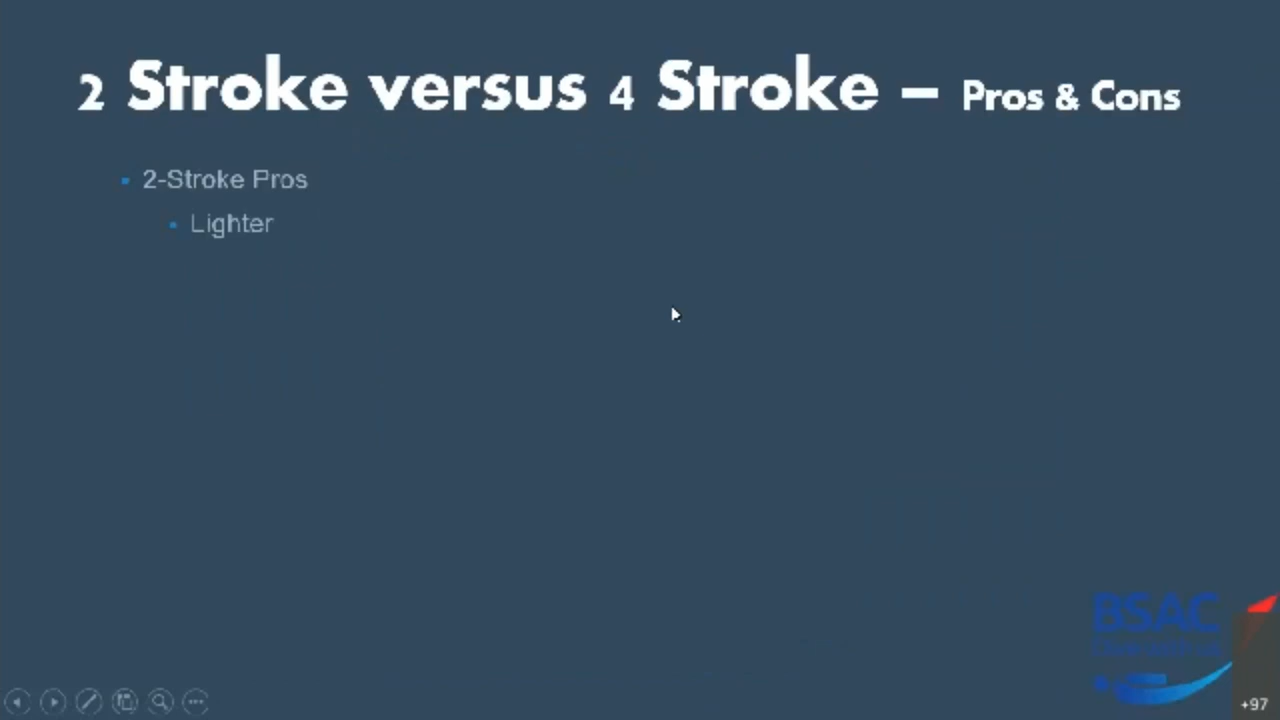 2 Stroke versus 4 Stroke – Pros & Cons
2-Stroke Pros
Lighter
BSAC
+97